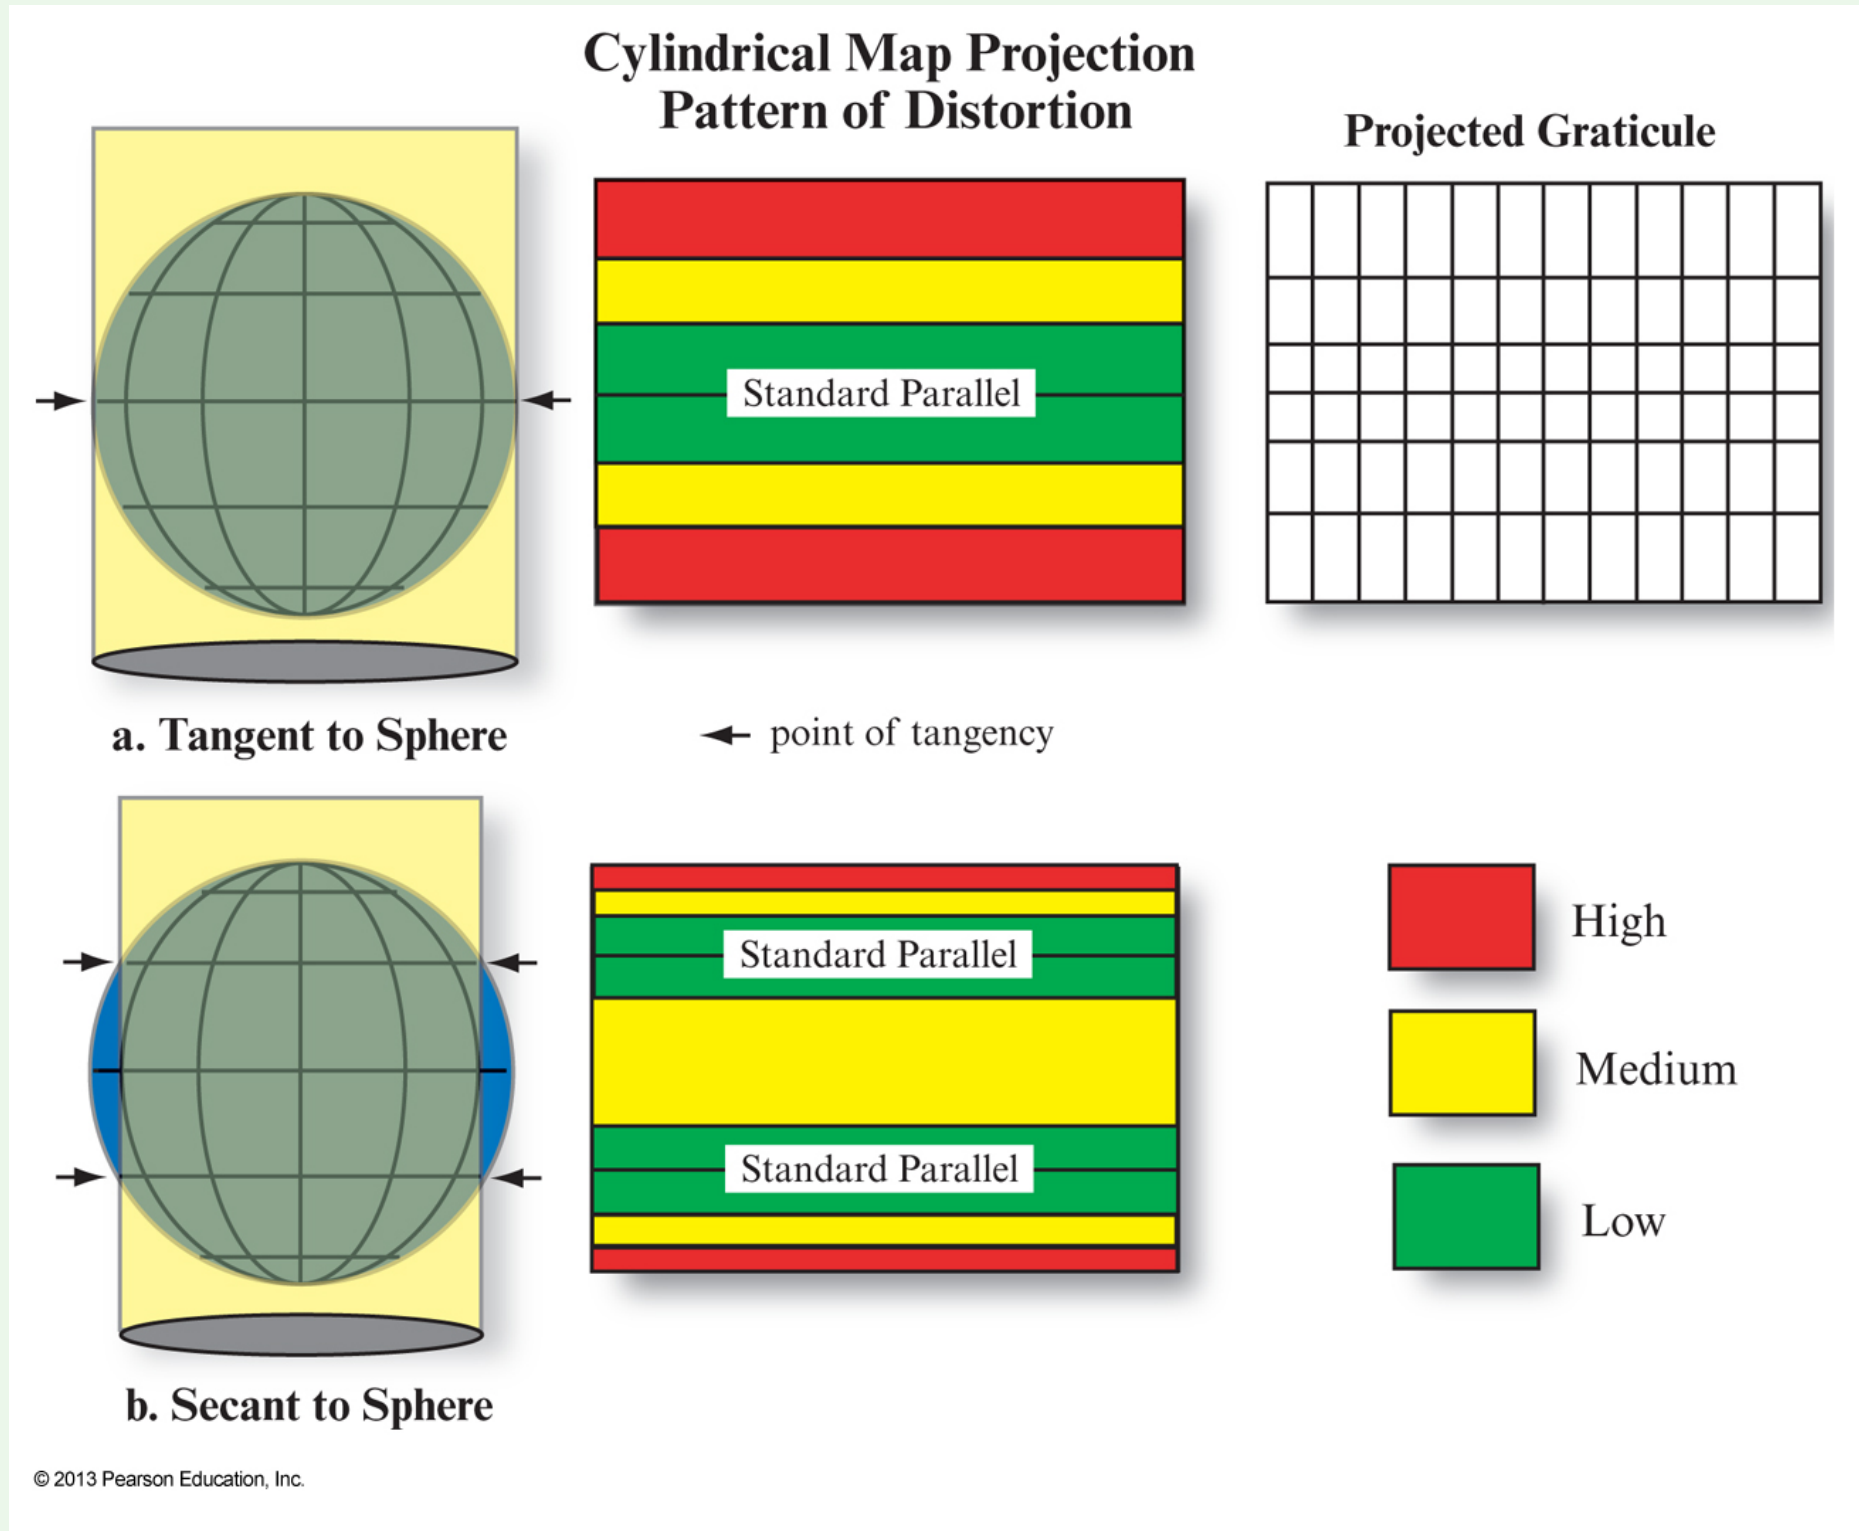 Cylindrical Map Projection
Pattern of Distortion
Projected Graticule
Standard Parallel
a. Tangent to Sphere
point of tangency
Standard Parallel
Standard Parallel
High
Medium
Low
b. Secant to Sphere
© 2013 Pearson Education, Inc.